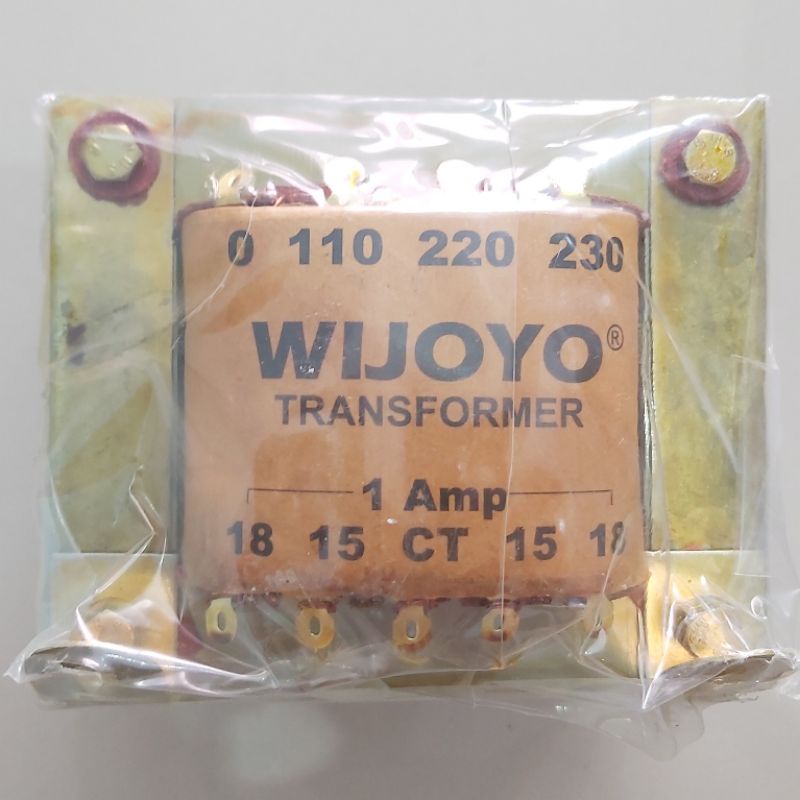 0 110 220 230
WIJOYO®
TRANSFORMER
1 Amp
18 15 CT 15 18